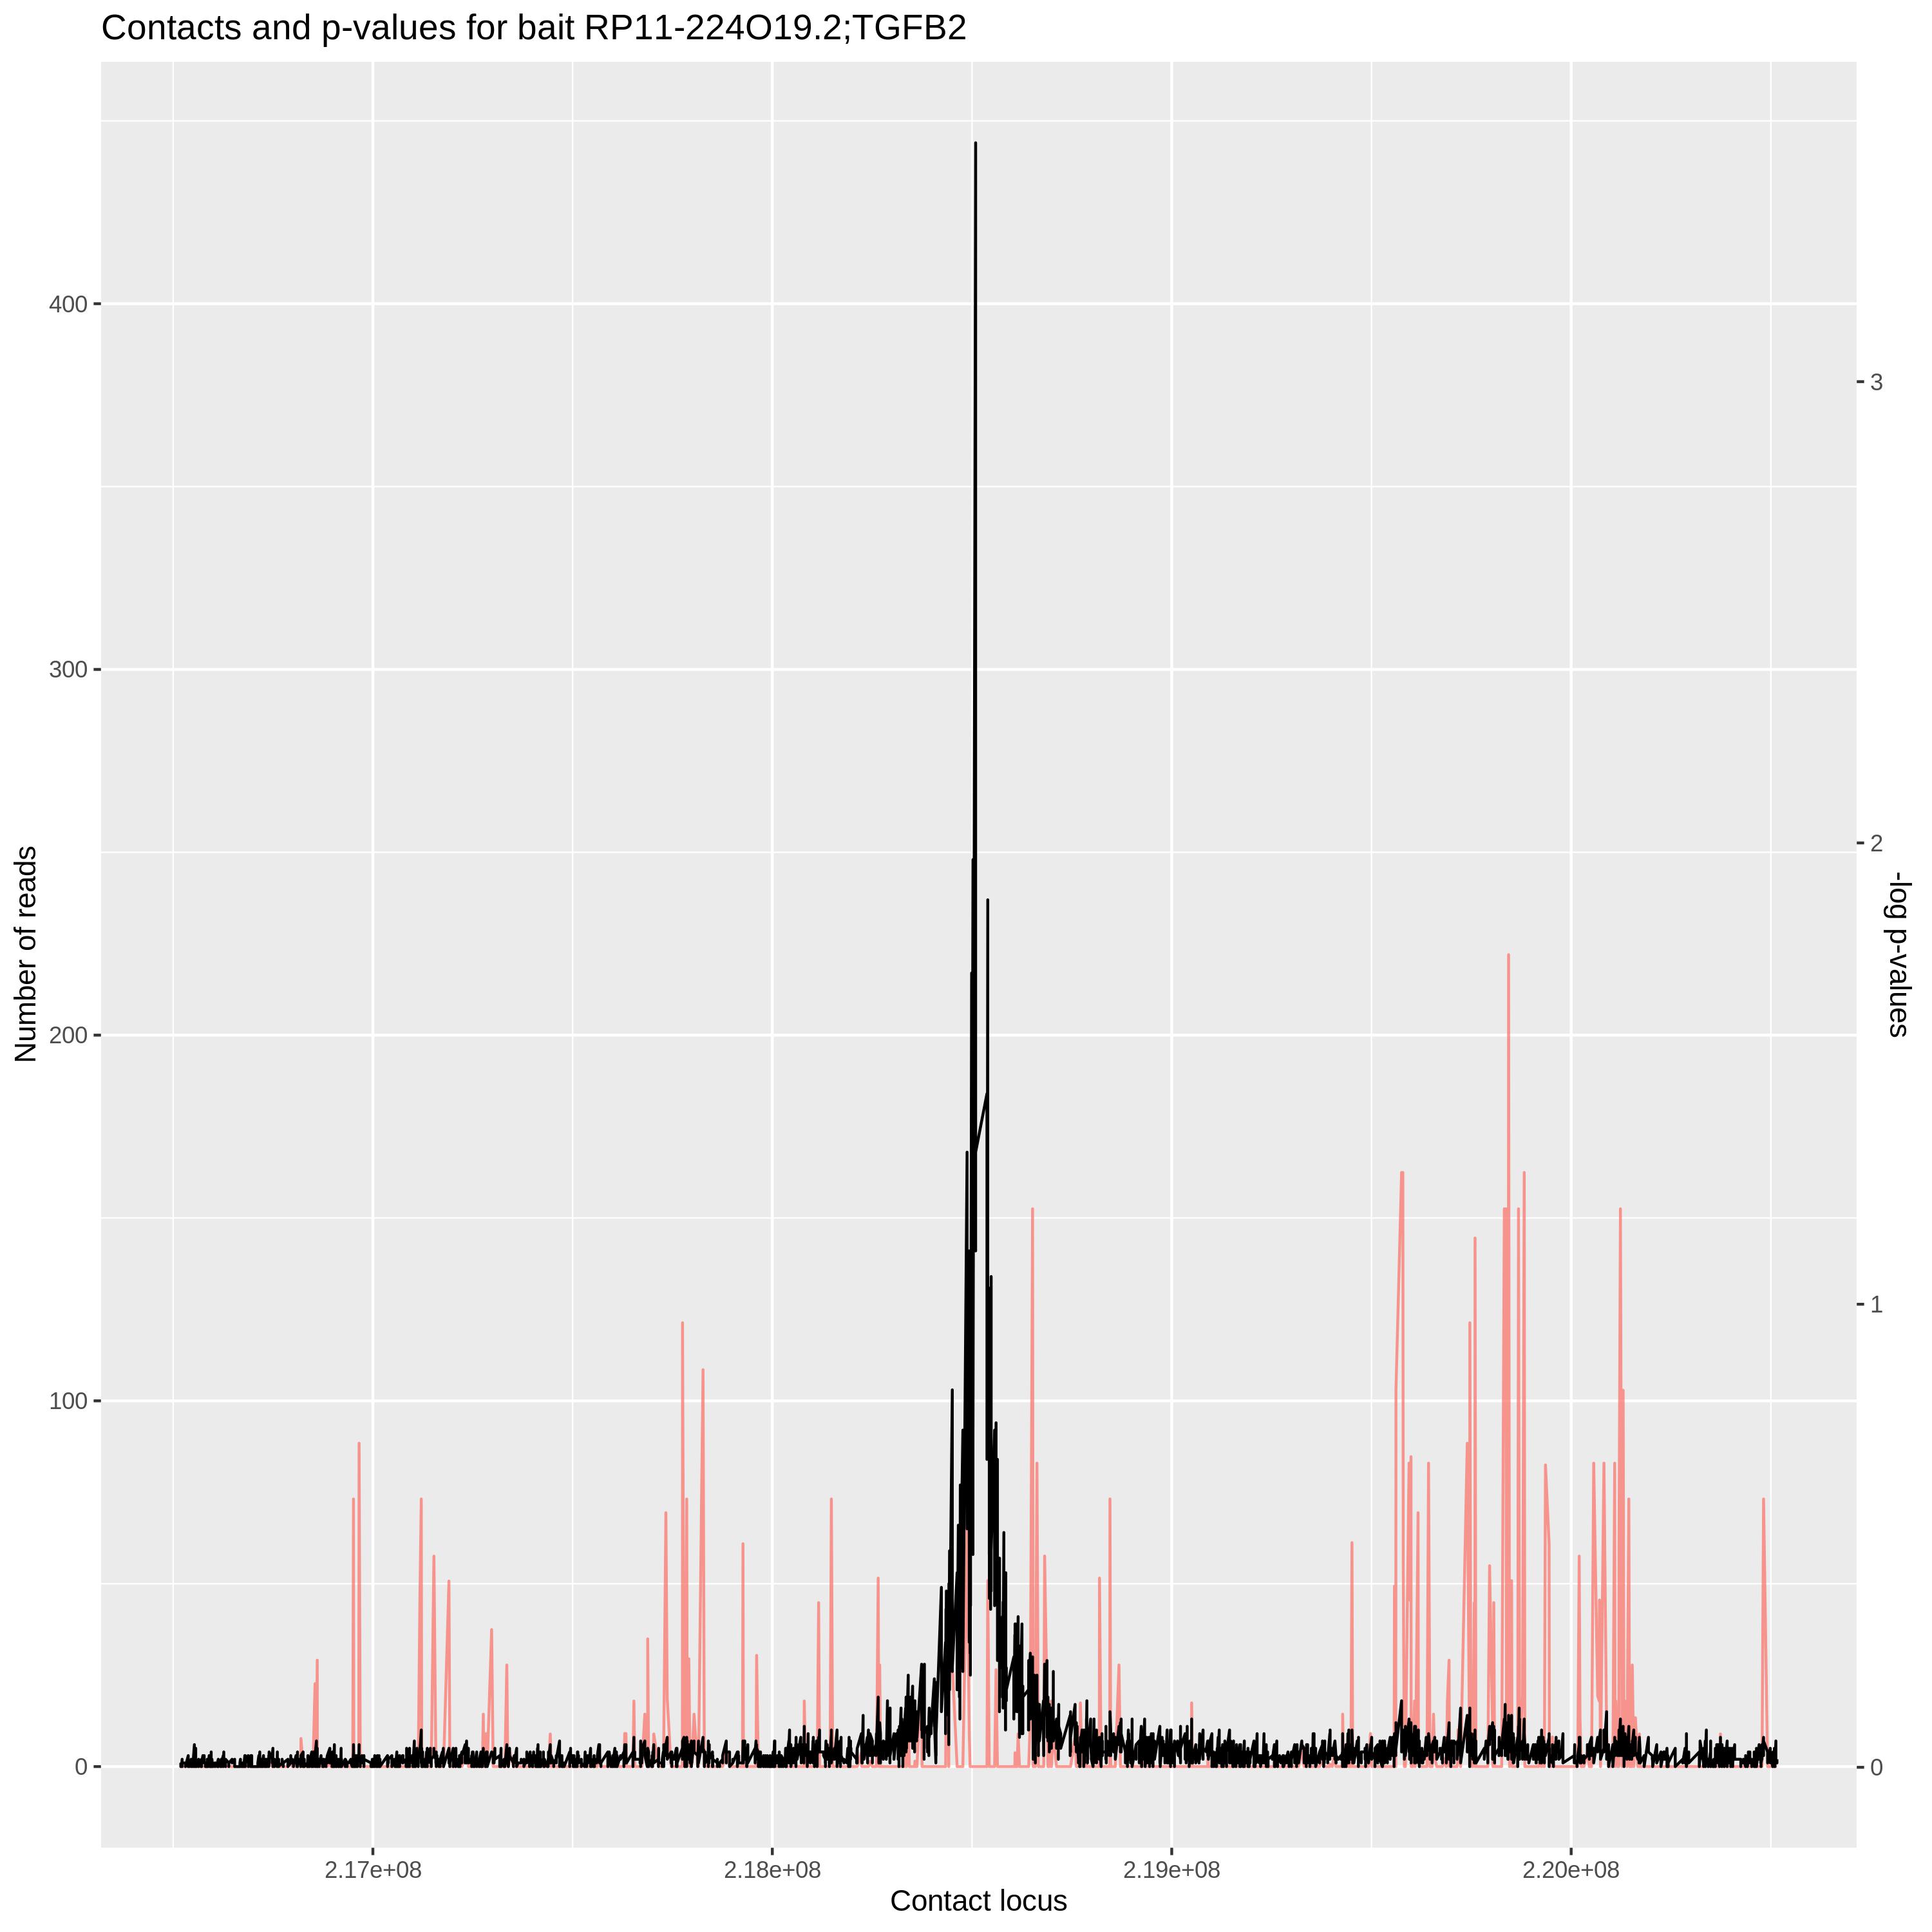 Contacts and p-values for bait RP11-224O19.2;TGFB2
400
300
200
100
0
Number of reads
3
2
1
0
-log p-values
2.17e+08
2.18e+08
2.19e+08
2.20e+08
Contact locus